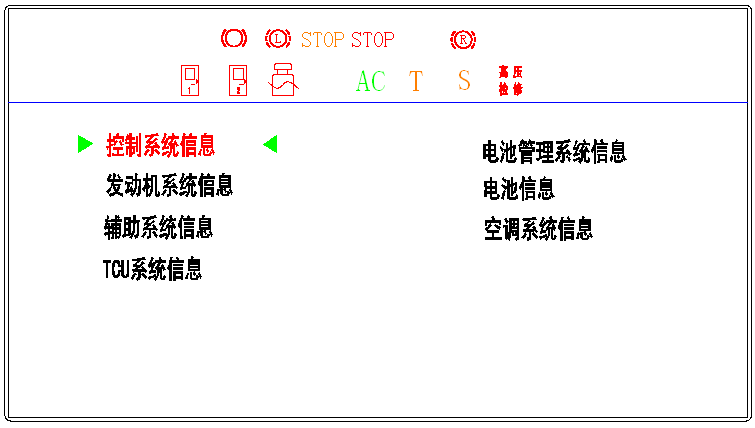 L STOP STOP R
1 2 AC T S 高压
检修
控制系统信息
发动机系统信息
辅助系统信息
TCU系统信息
电池管理系统信息
电池信息
空调系统信息